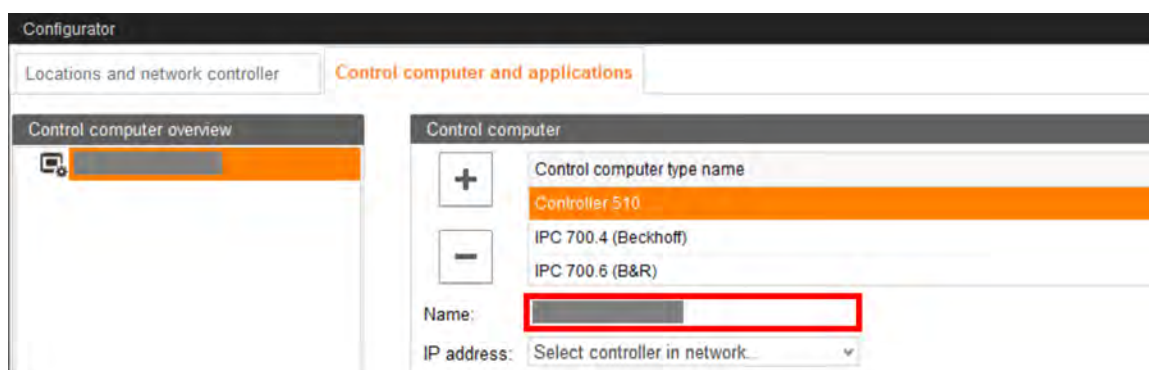 Configurator
Locations and network controller
Control computer and applications
Control computer overview
Control computer
+
Control computer type name
Controller 510
IPC 700.4 (Beckhoff)
−
IPC 700.6 (B&R)
Name:
IP address:
Select controller in network...